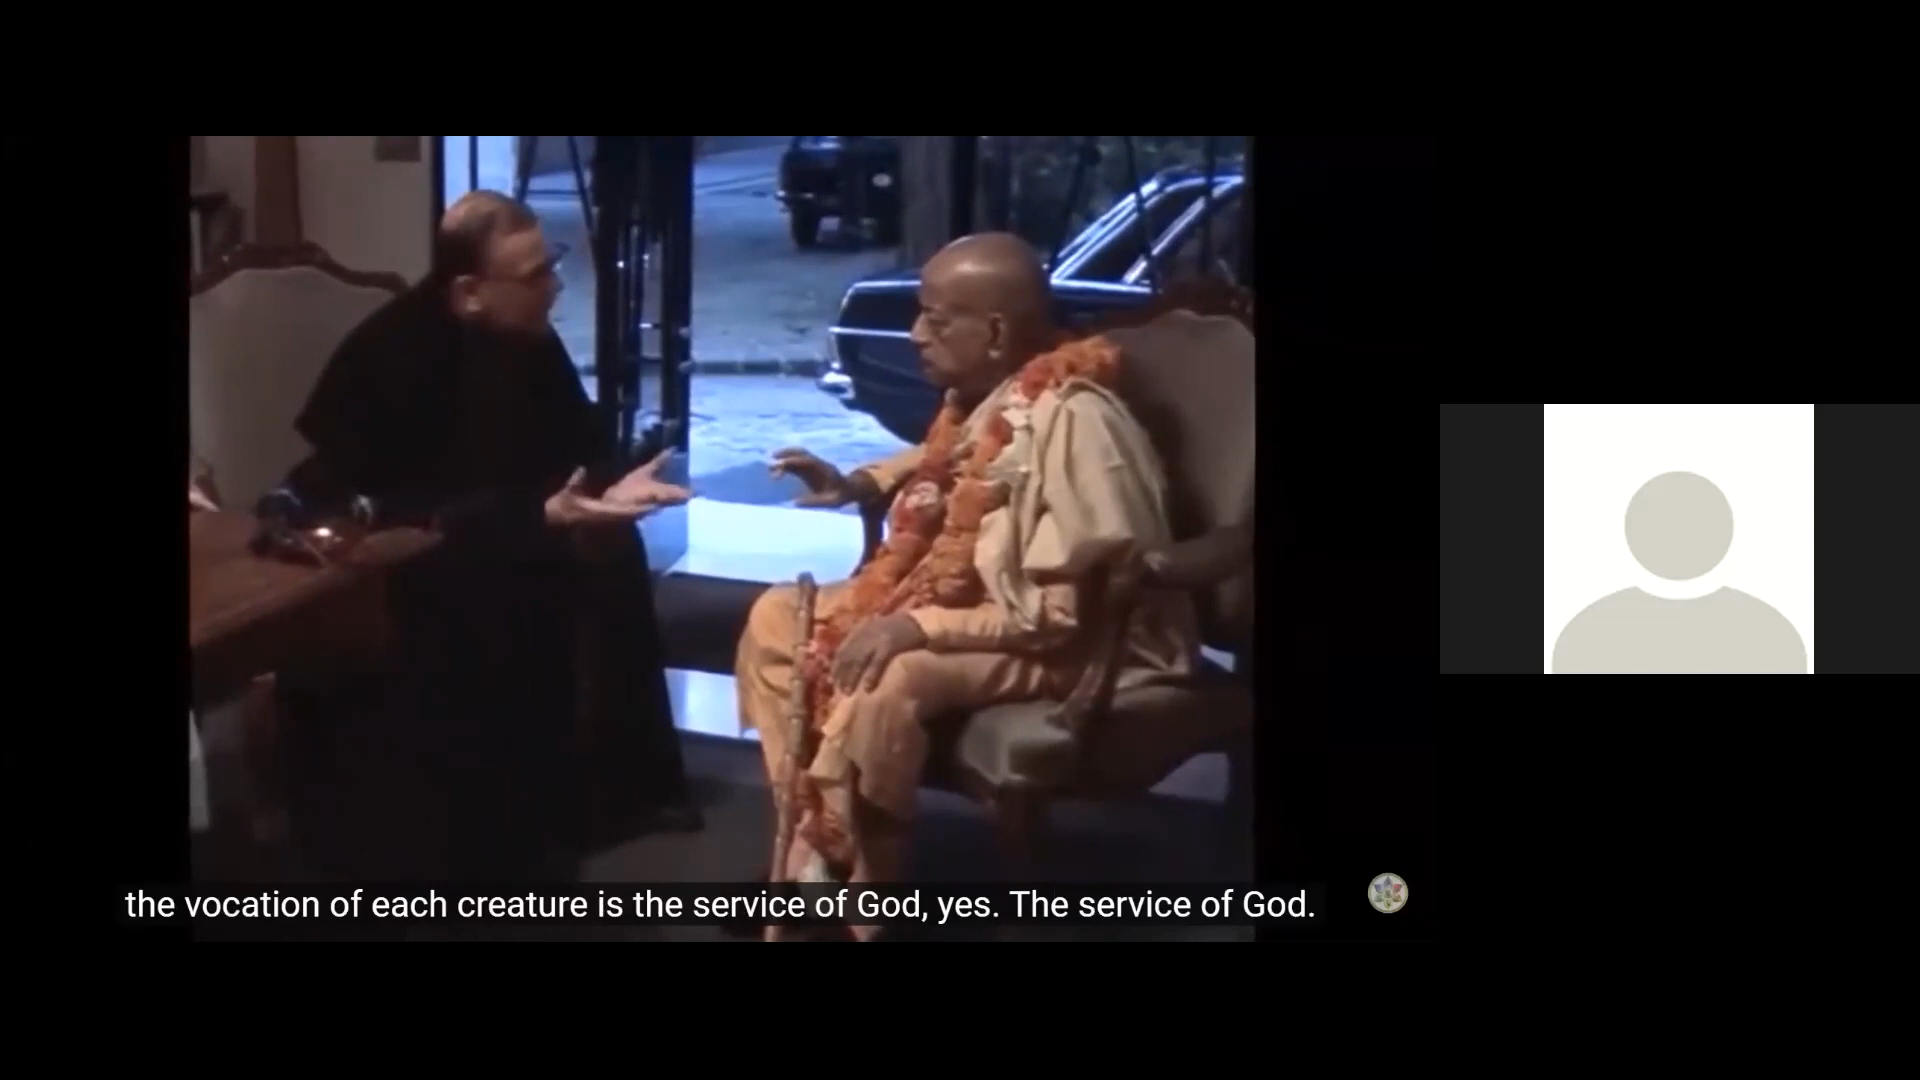 the vocation of each creature is the service of God, yes. The service of God.